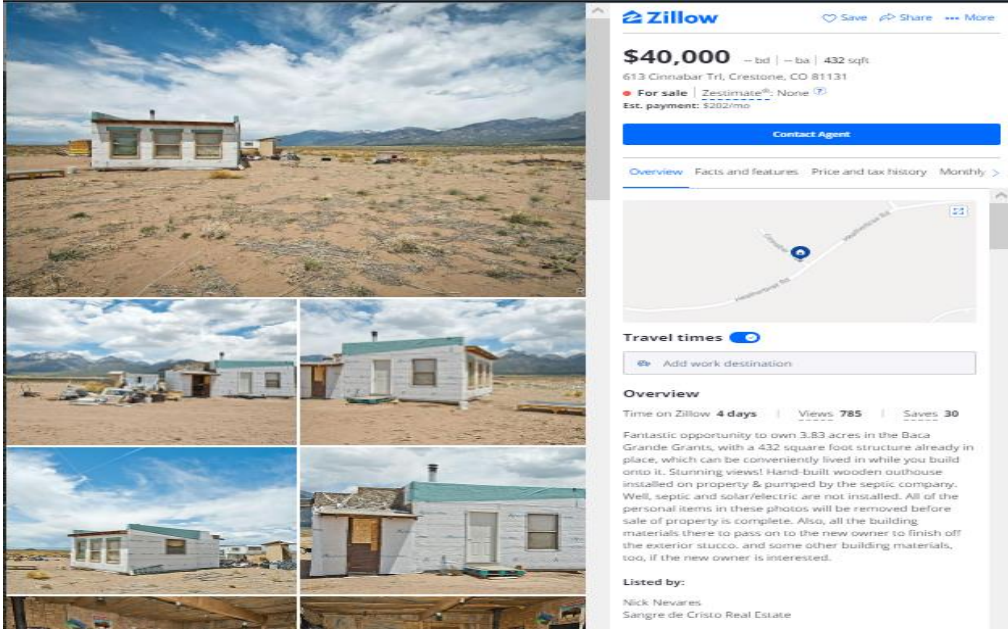 Zillow
Save Share ••• More
$40,000 -- bd | -- ba | 432 sqft
613 Cinnabar Trl, Crestone, CO 81131
For sale | Zestimate®: None ?
Est. payment: $202/mo
Contact Agent
Overview Facts and features Price and tax history Monthly >
Heatherbrae Rd
Heatherbrae Rd
Travel times
Add work destination
Overview
Time on Zillow 4 days | Views 785 | Saves 30
Fantastic opportunity to own 3.83 acres in the Baca
Grande Grants, with a 432 square foot structure already in
place, which can be conveniently lived in while you build
onto it. Stunning views! Hand-built wooden outhouse
installed on property & pumped by the septic company.
Well, septic and solar/electric are not installed. All of the
personal items in these photos will be removed before
sale of property is complete. Also, all the building
materials there to pass on to the new owner to finish off
the exterior stucco. and some other building materials,
too, if the new owner is interested.
Listed by:
Nick Nevares
Sangre de Cristo Real Estate